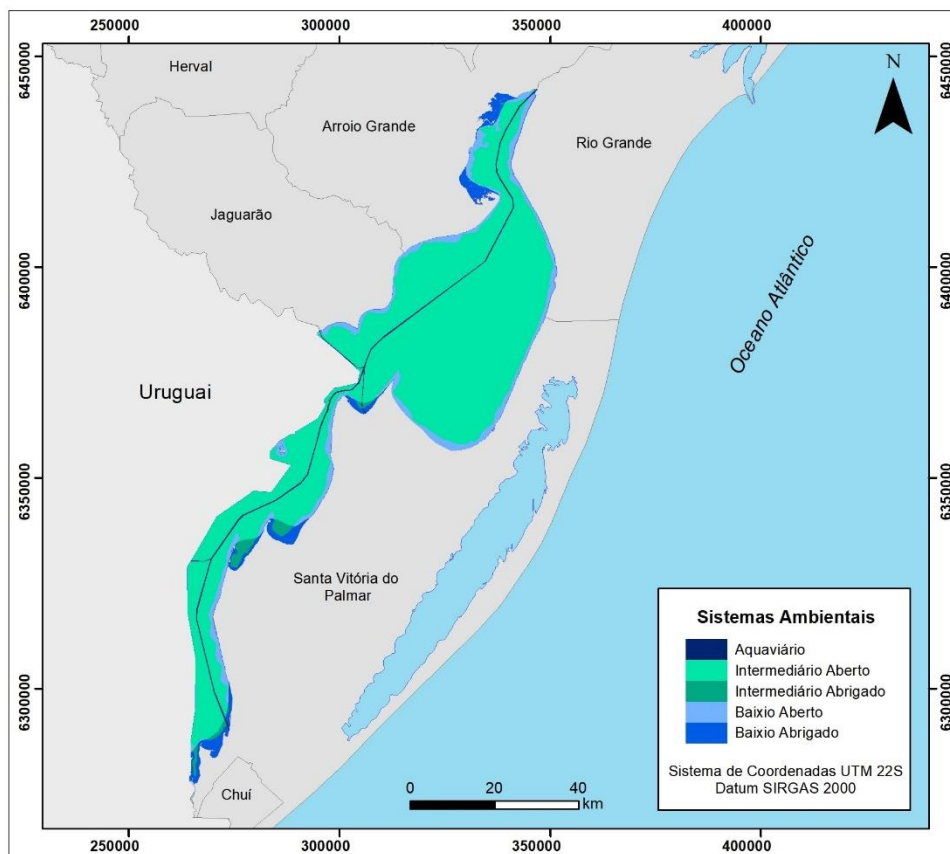 250000 300000 350000 400000
6450000 6450000
Herval
N
Arroio Grande
Rio Grande
Jaguarão
6400000 6400000
Oceano Atlântico
Uruguai
6350000 6350000
Santa Vitória do
Palmar
Sistemas Ambientais
Aquaviário
Intermediário Aberto
Intermediário Abrigado
Baixio Aberto
Baixio Abrigado
Sistema de Coordenadas UTM 22S
Datum SIRGAS 2000
6300000 6300000
Chuí
0 20 40
km
250000 300000 350000 400000